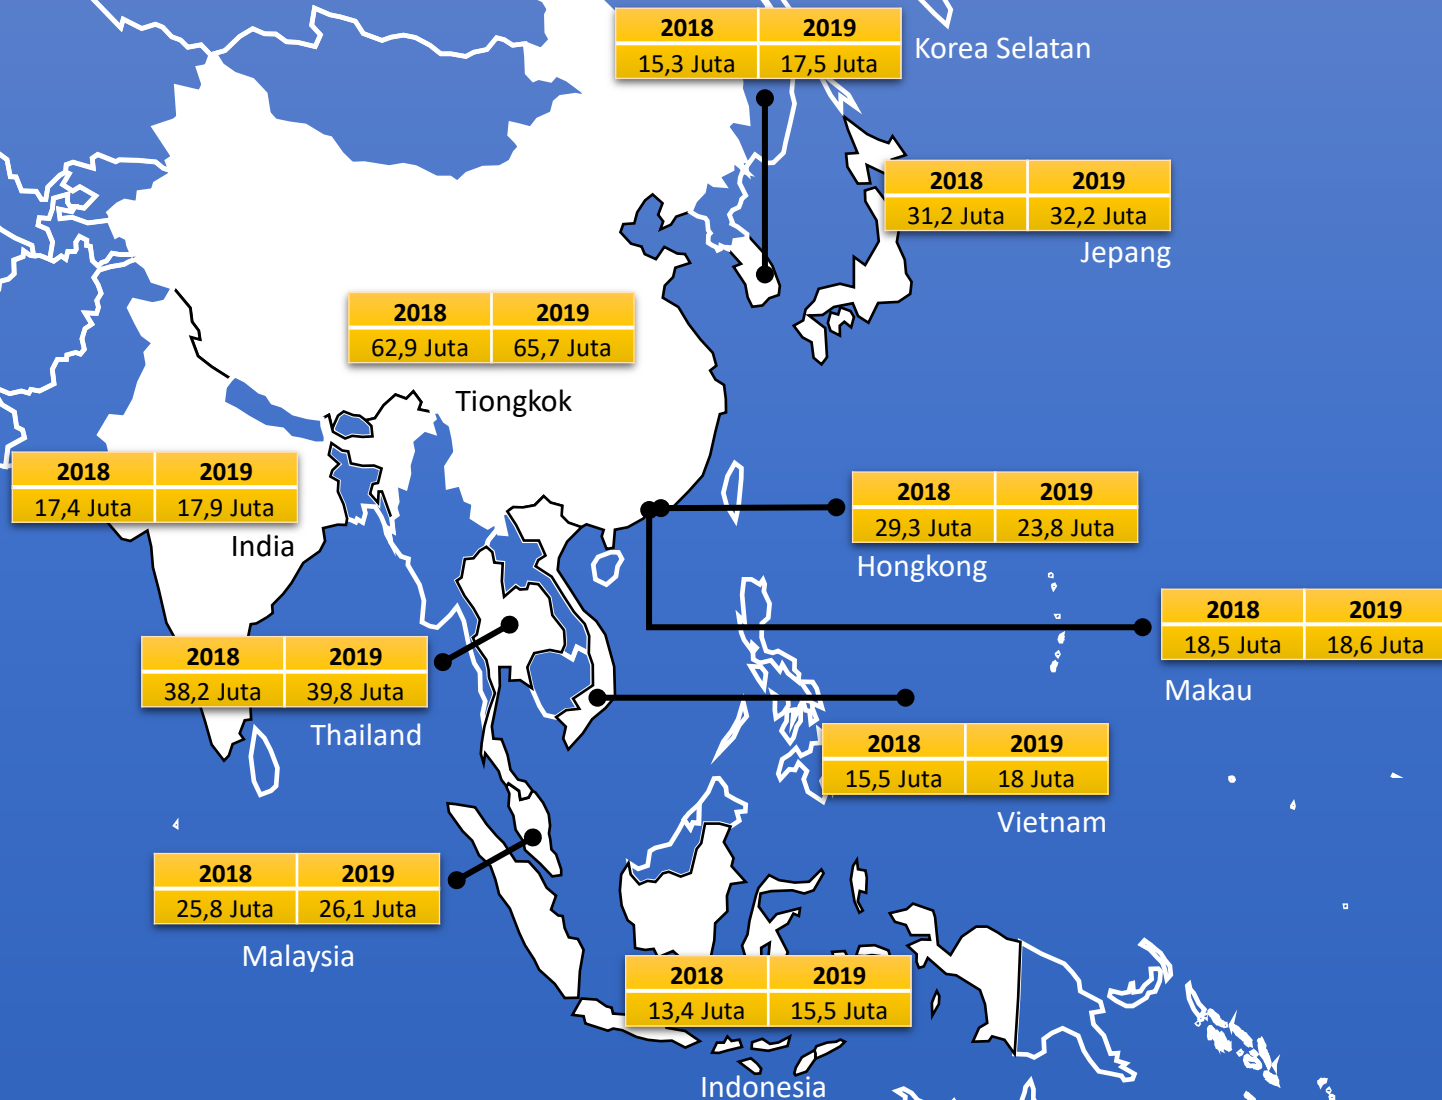 2018 2019
15,3 Juta 17,5 Juta
Korea Selatan
2018 2019
31,2 Juta 32,2 Juta
Jepang
2018 2019
62,9 Juta 65,7 Juta
Tiongkok
2018 2019
17,4 Juta 17,9 Juta
India
2018 2019
29,3 Juta 23,8 Juta
Hongkong
2018 2019
18,5 Juta 18,6 Juta
Makau
2018 2019
38,2 Juta 39,8 Juta
Thailand
2018 2019
15,5 Juta 18 Juta
Vietnam
2018 2019
25,8 Juta 26,1 Juta
Malaysia
2018 2019
13,4 Juta 15,5 Juta
Indonesia